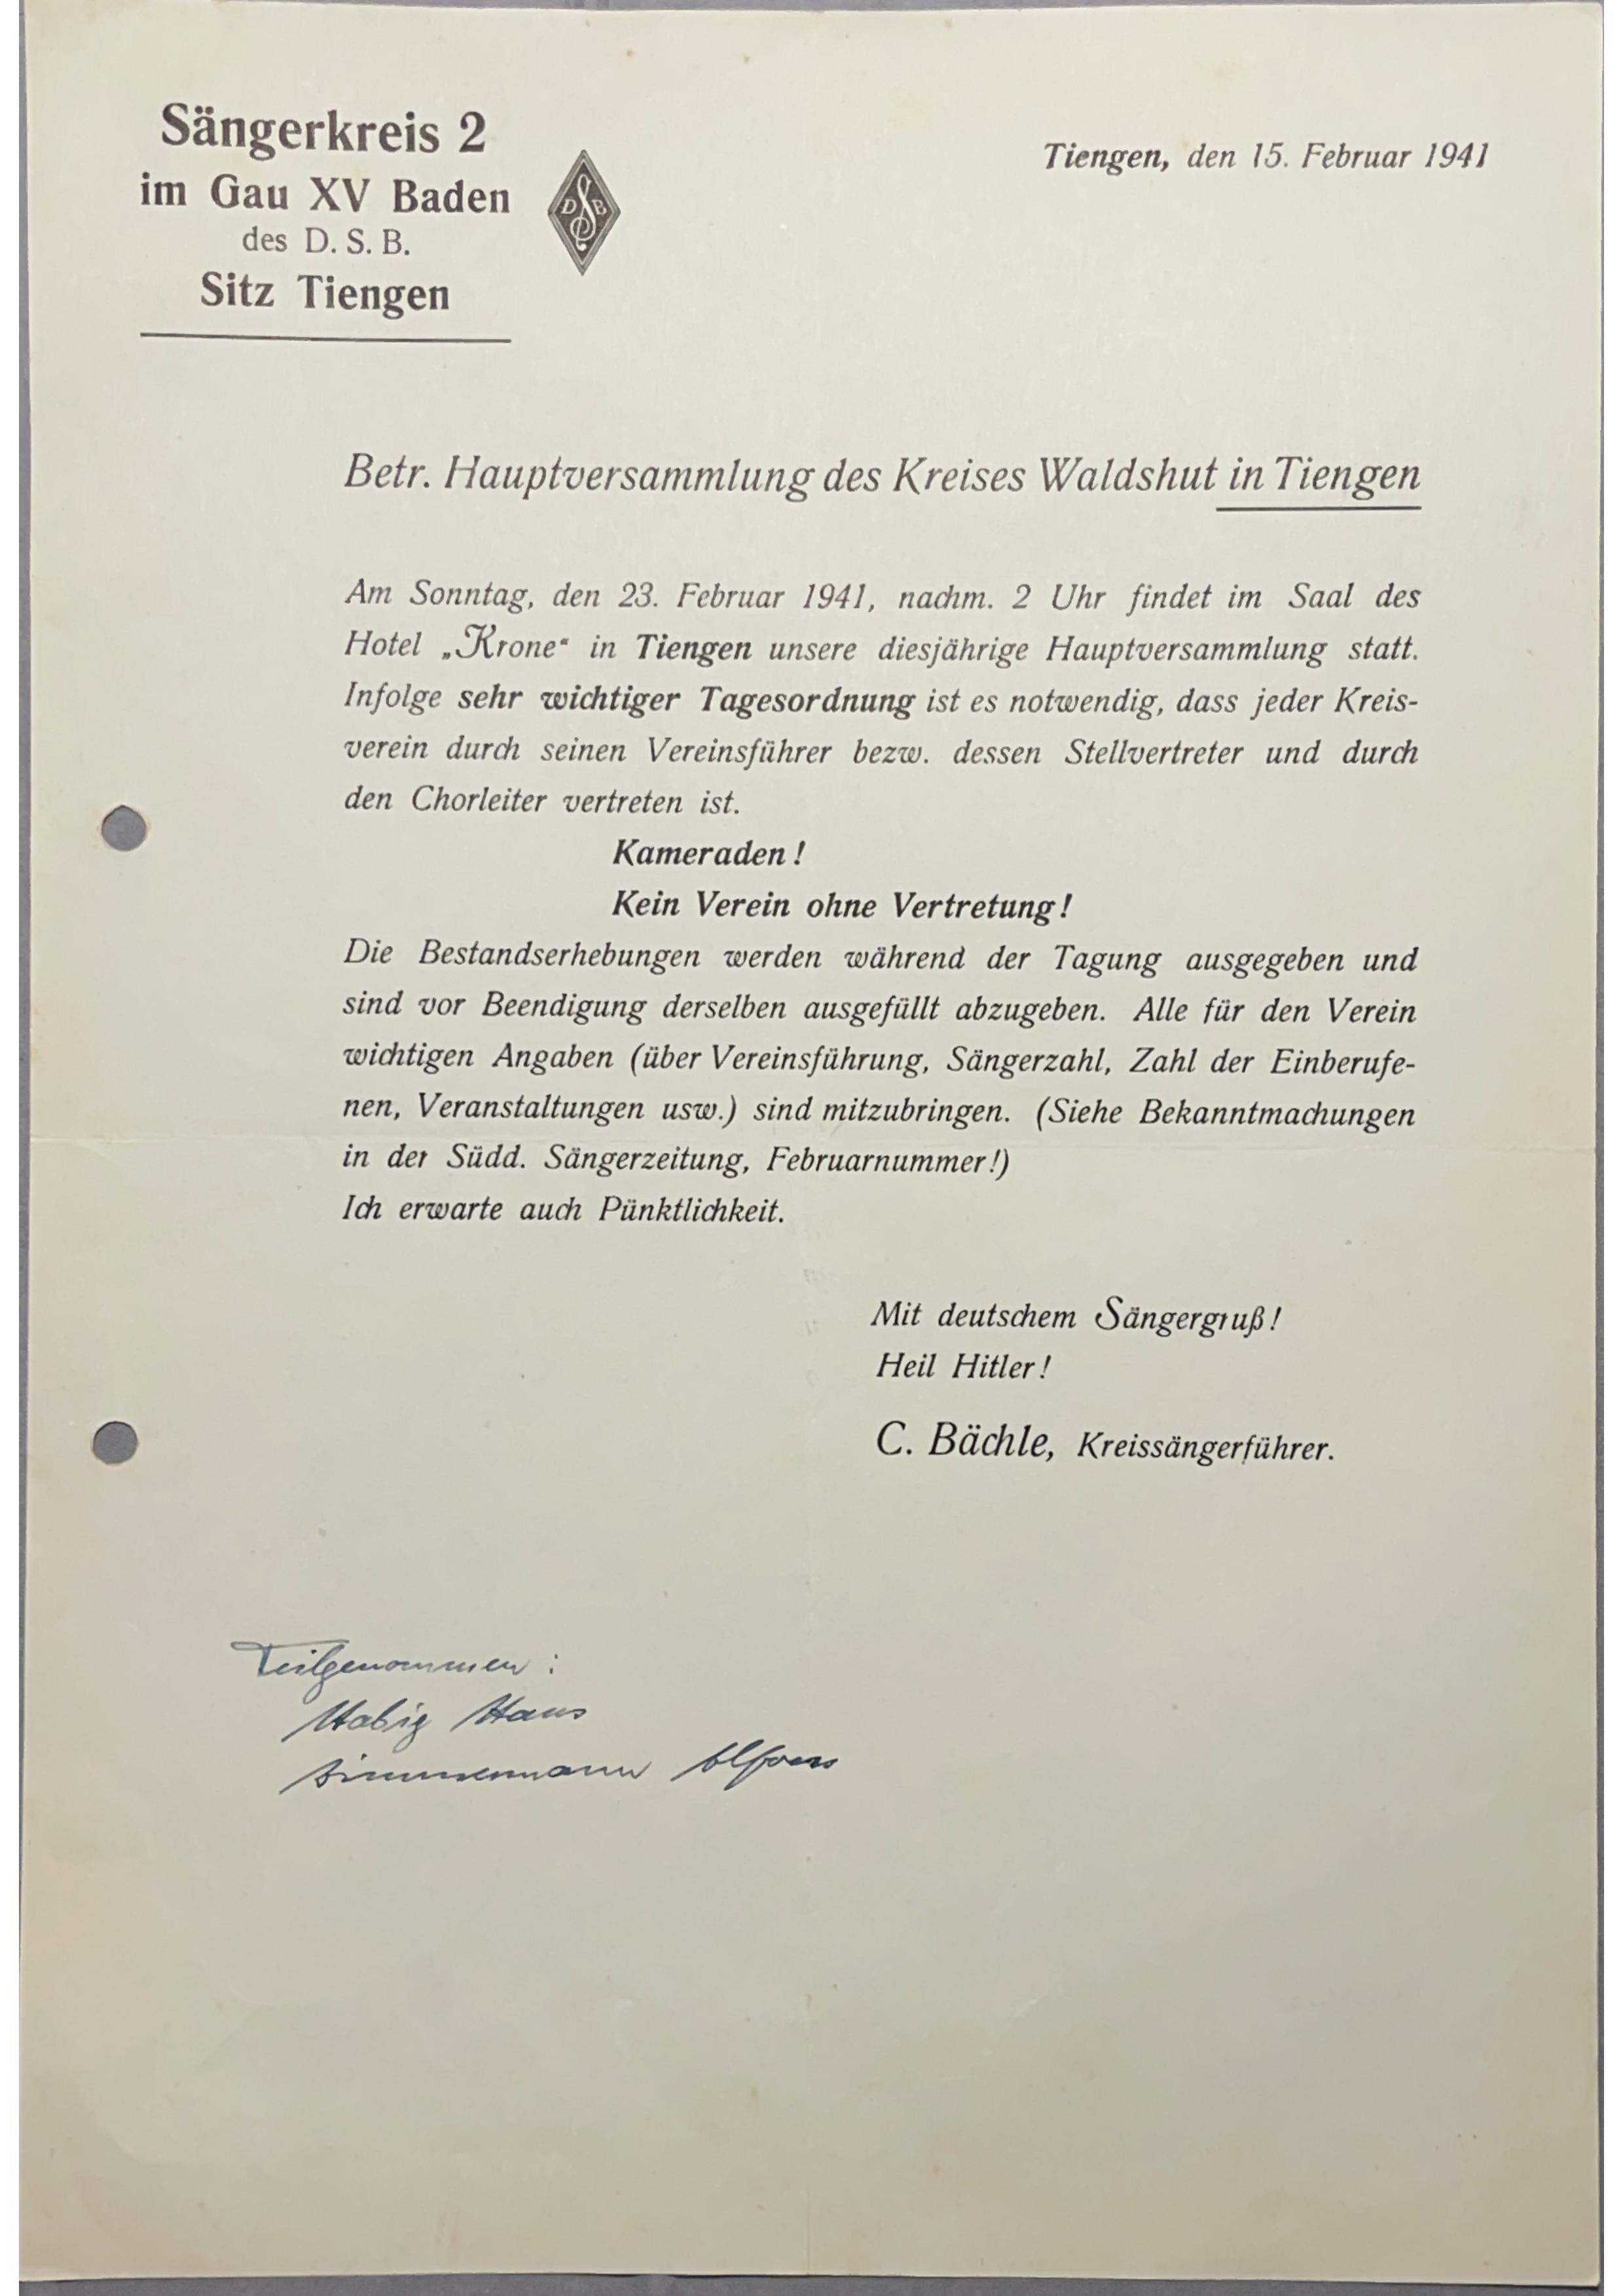 Sängerkreis 2
im Gau XV Baden
des D. S. B.
Sitz Tiengen
D S B
Tiengen, den 15. Februar 1941
Betr. Hauptversammlung des Kreises Waldshut in Tiengen
Am Sonntag, den 23. Februar 1941, nachm. 2 Uhr findet im Saal des
Hotel „Krone“ in Tiengen unsere diesjährige Hauptversammlung statt.
Infolge sehr wichtiger Tagesordnung ist es notwendig, dass jeder Kreis-
verein durch seinen Vereinsführer bezw. dessen Stellvertreter und durch
den Chorleiter vertreten ist.
Kameraden!
Kein Verein ohne Vertretung!
Die Bestandserhebungen werden während der Tagung ausgegeben und
sind vor Beendigung derselben ausgefüllt abzugeben. Alle für den Verein
wichtigen Angaben (über Vereinsführung, Sängerzahl, Zahl der Einberufe-
nen, Veranstaltungen usw.) sind mitzubringen. (Siehe Bekanntmachungen
in der Südd. Sängerzeitung, Februarnummer!)
Ich erwarte auch Pünktlichkeit.
Mit deutschem Sängergruß!
Heil Hitler!
C. Bächle, Kreissängerführer.
Teilgenommen:
Hans
Alfons